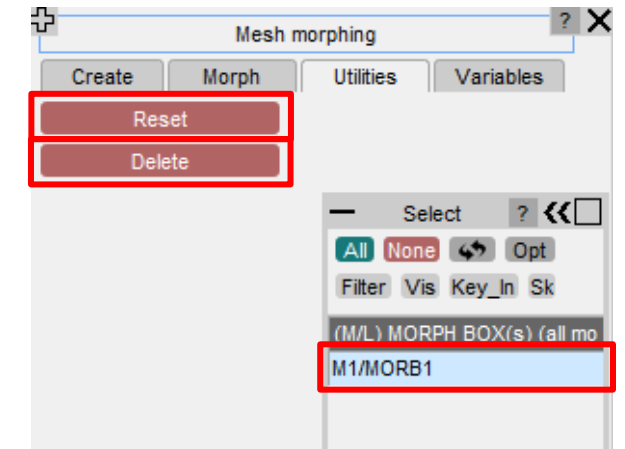 ? X
Mesh morphing
Create Morph Utilities Variables
Reset
Delete
Select ?
All None Opt
Filter Vis Key_In Sk
(M/L) MORPH BOX(s) (all mo
M1/MORB1